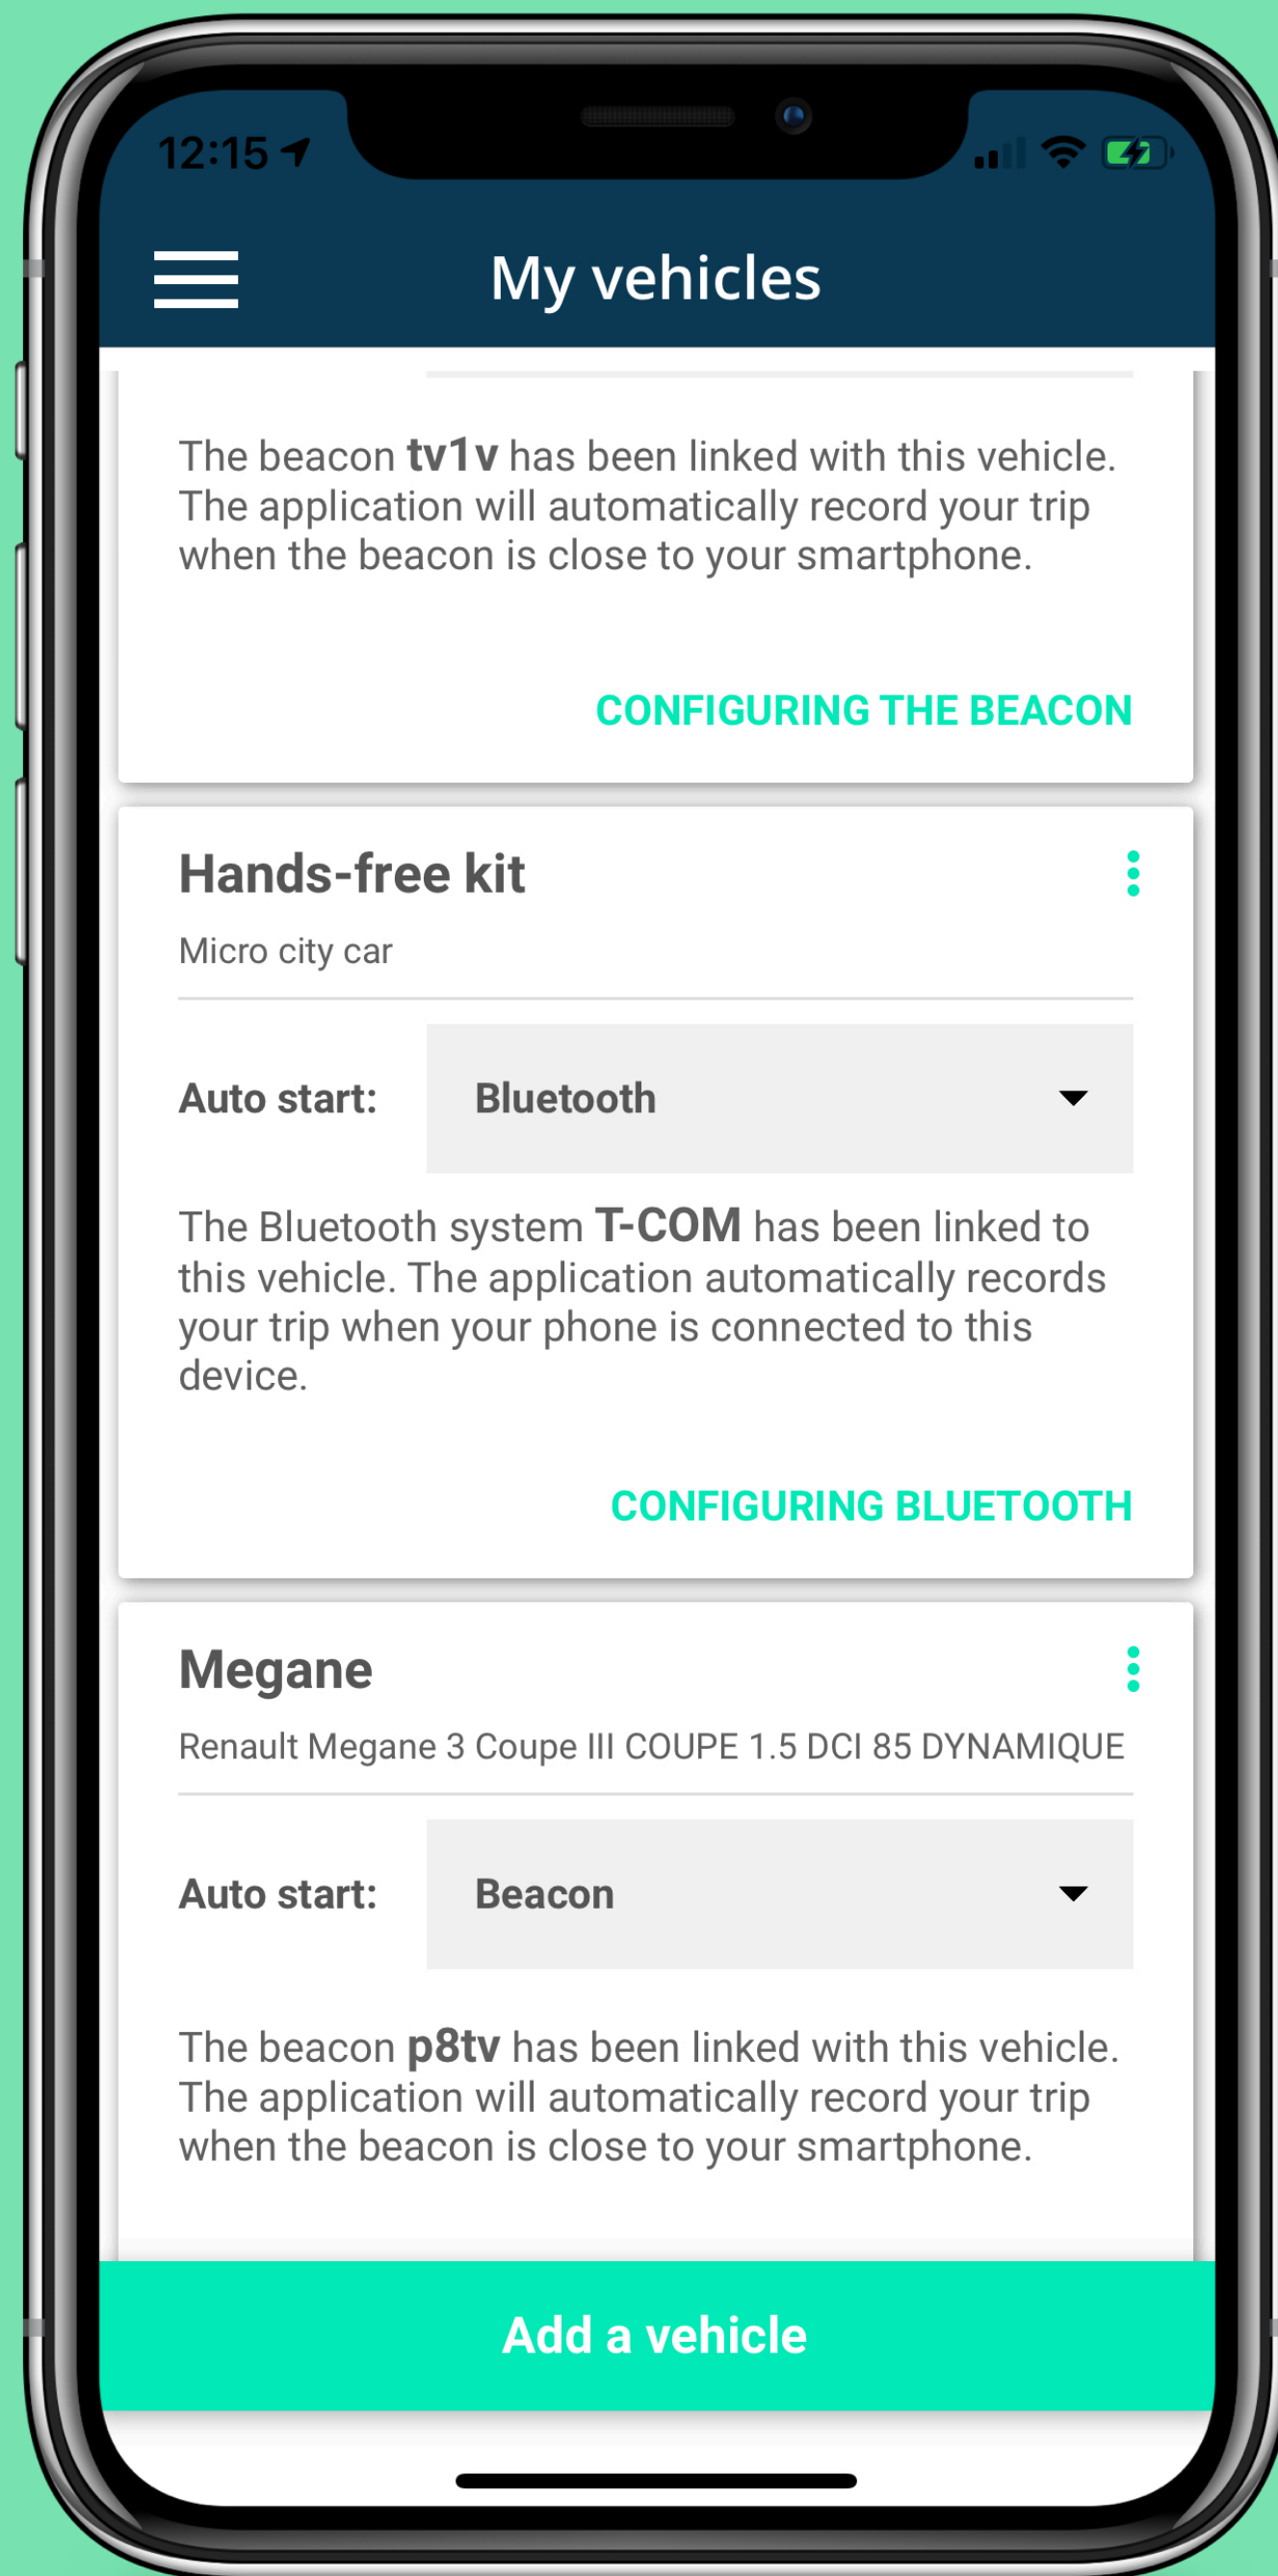 12:15
My vehicles
The beacon tv1v has been linked with this vehicle.
The application will automatically record your trip
when the beacon is close to your smartphone.
CONFIGURING THE BEACON
Hands-free kit
Micro city car
Auto start:
Bluetooth
The Bluetooth system T-COM has been linked to
this vehicle. The application automatically records
your trip when your phone is connected to this
device.
CONFIGURING BLUETOOTH
Megane
Renault Megane 3 Coupe III COUPE 1.5 DCI 85 DYNAMIQUE
Auto start:
Beacon
The beacon p8tv has been linked with this vehicle.
The application will automatically record your trip
when the beacon is close to your smartphone.
Add a vehicle